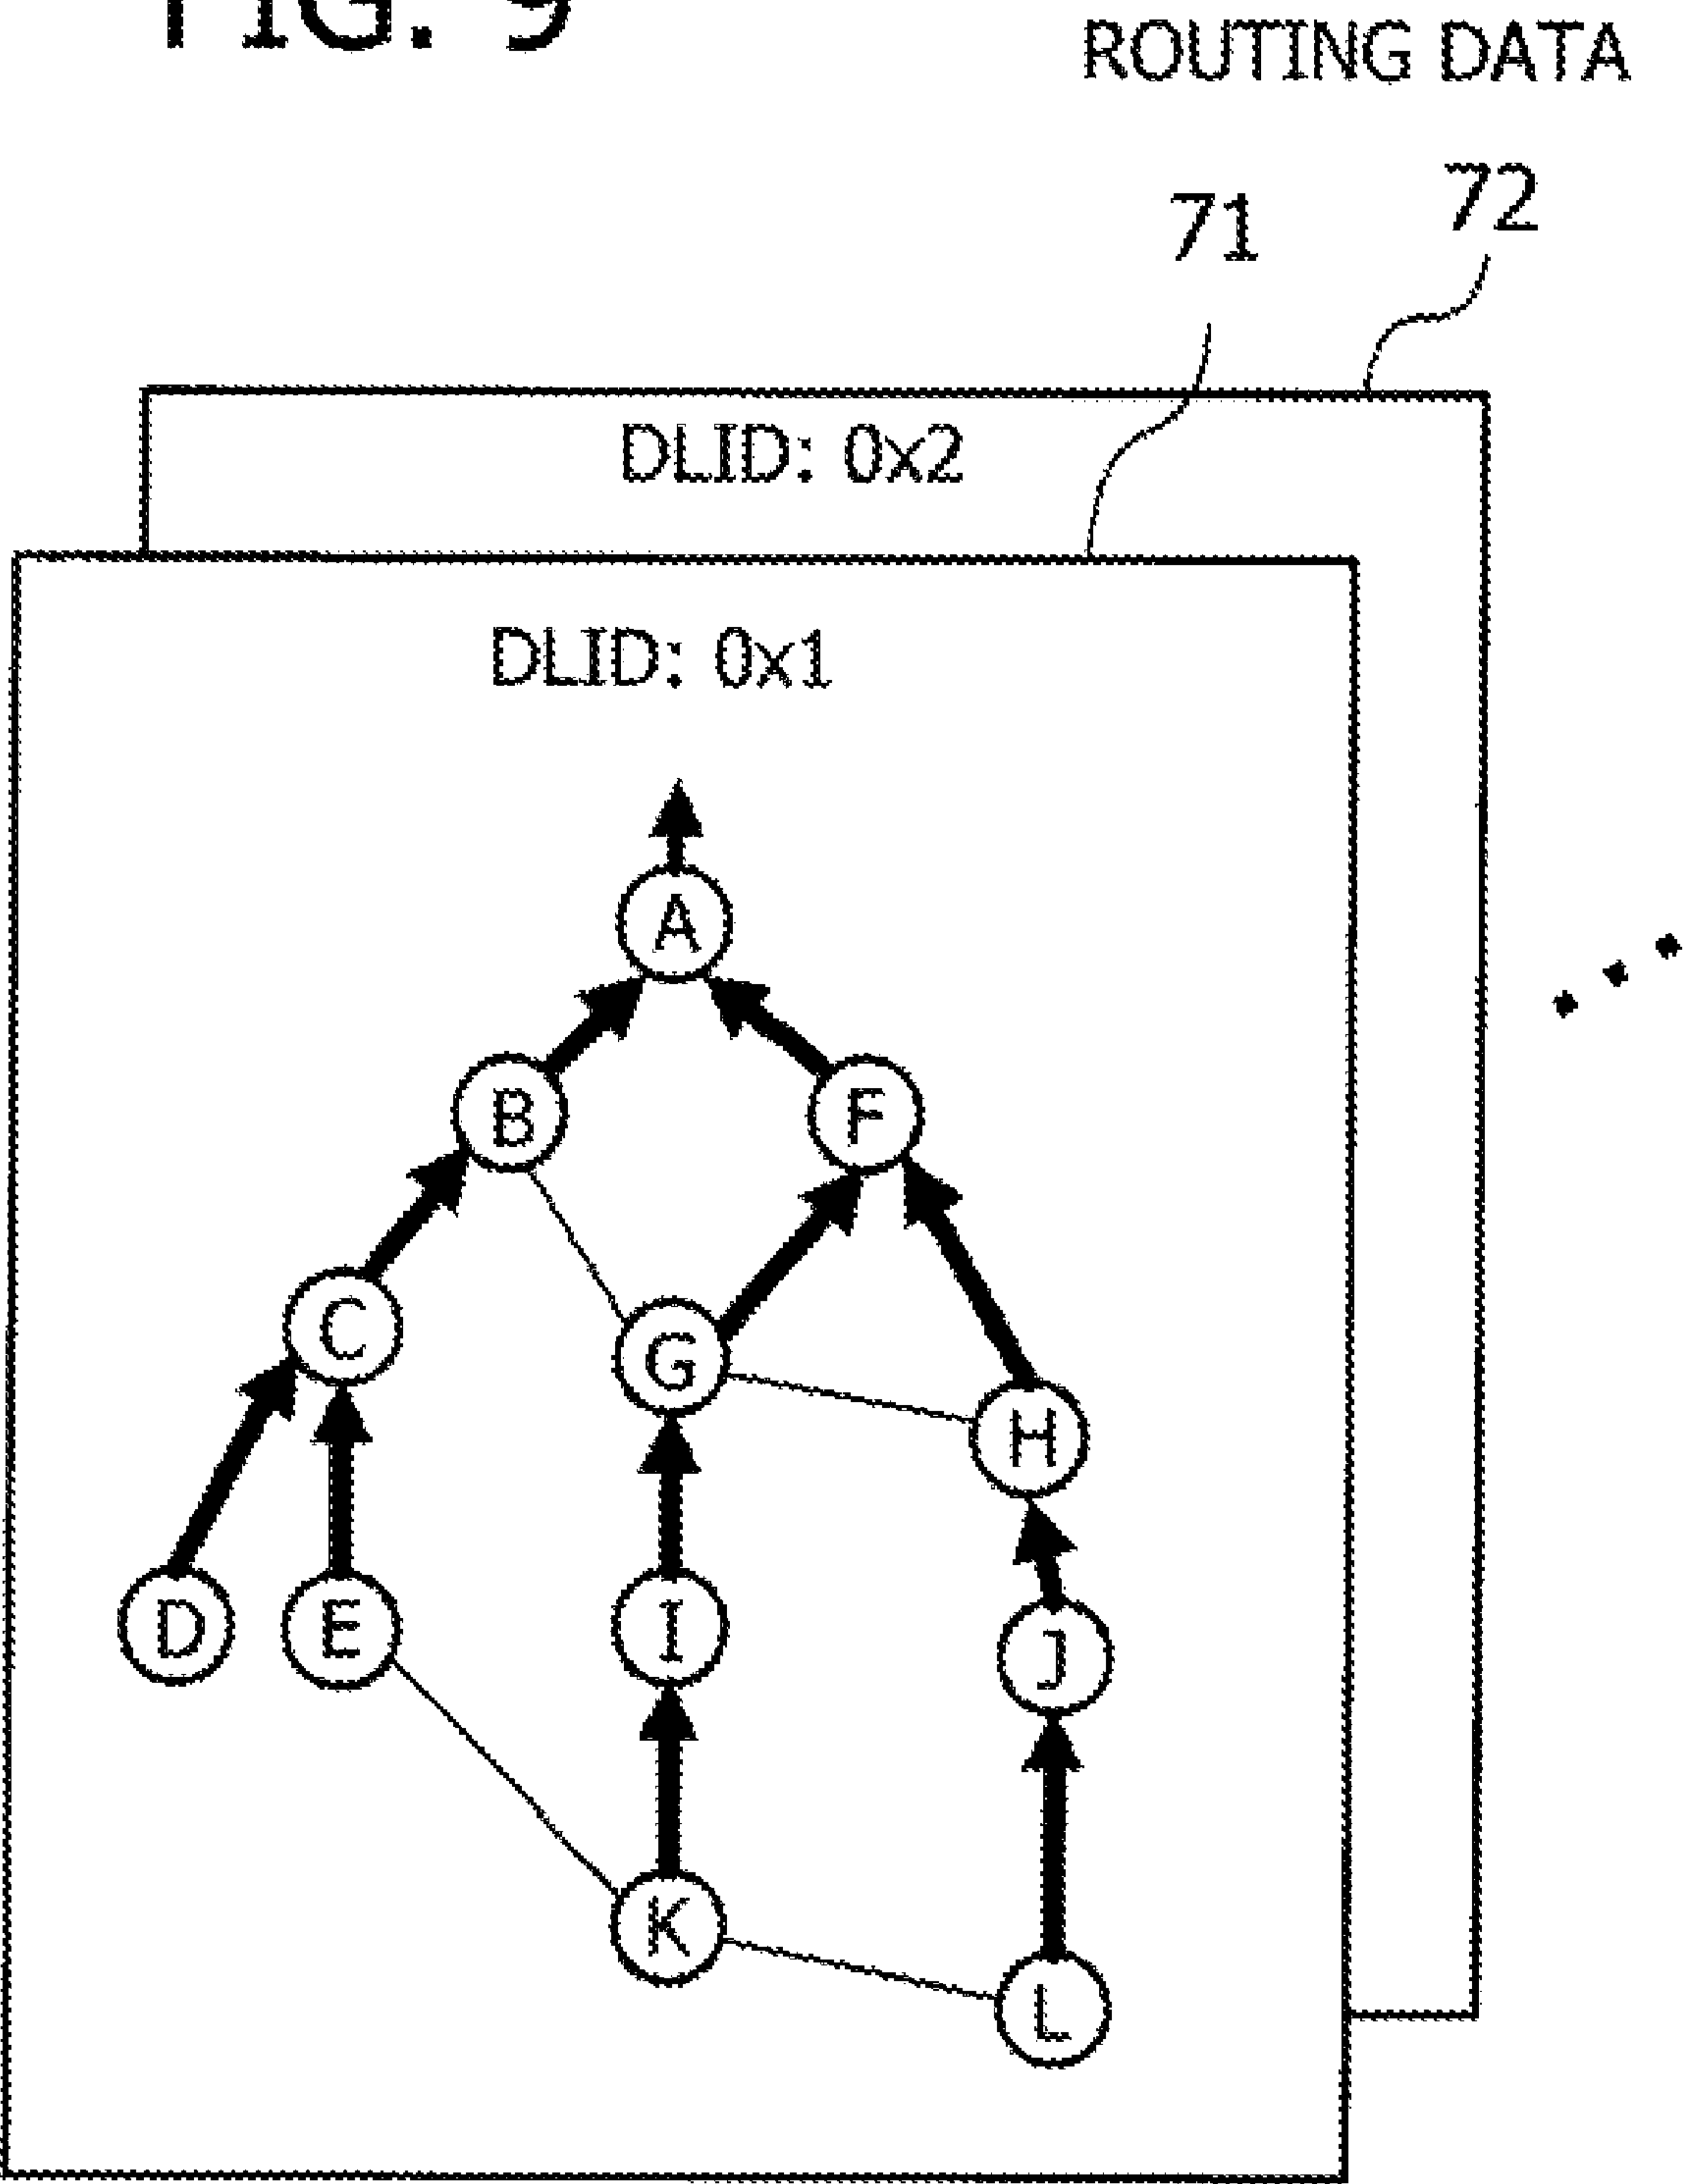 FIG. 9
ROUTING DATA
72
71
DLID: 0x2
DLID: 0x1
A
B F
C
G
H
D E I
J
K
L